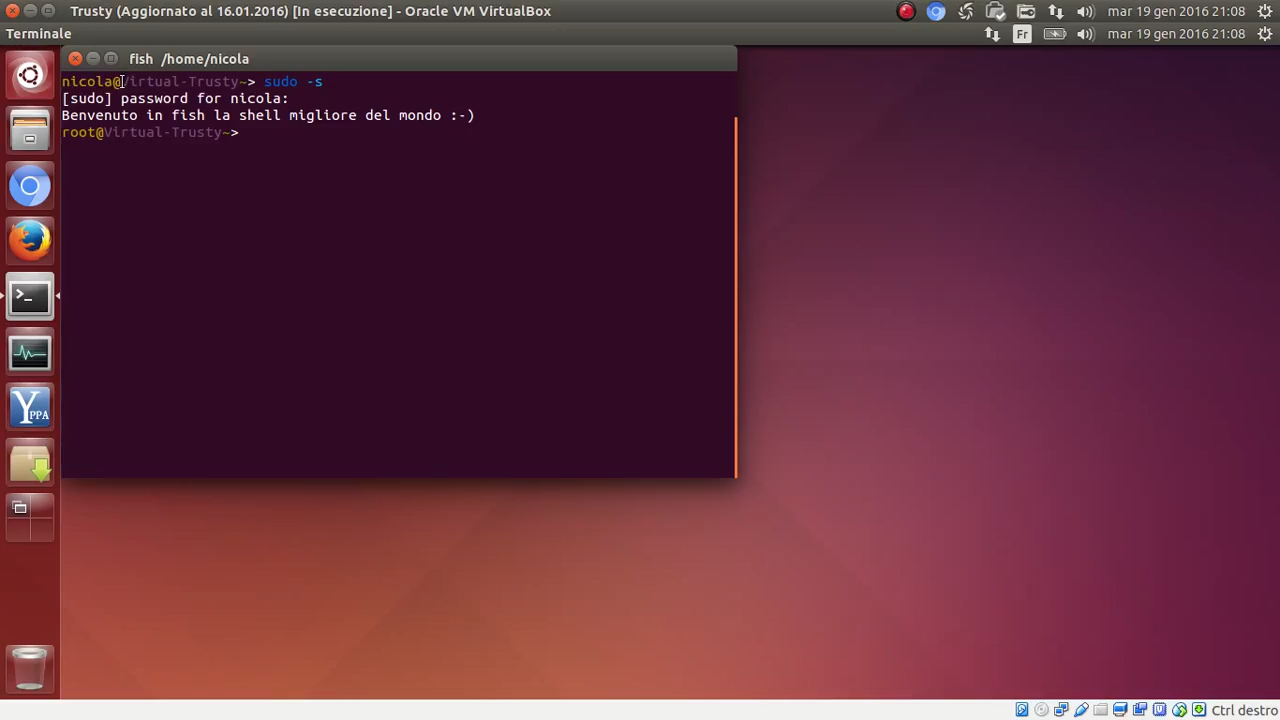 Trusty (Aggiornato al 16.01.2016) [In esecuzione] - Oracle VM VirtualBox
mar 19 gen 2016 21:08
Terminale
Fr
mar 19 gen 2016 21:08
fish /home/nicola
nicola@Virtual-Trusty~> sudo -s
[sudo] password for nicola:
Benvenuto in fish la shell migliore del mondo :-)
root@Virtual-Trusty~>
Y PPA
Ctrl destro